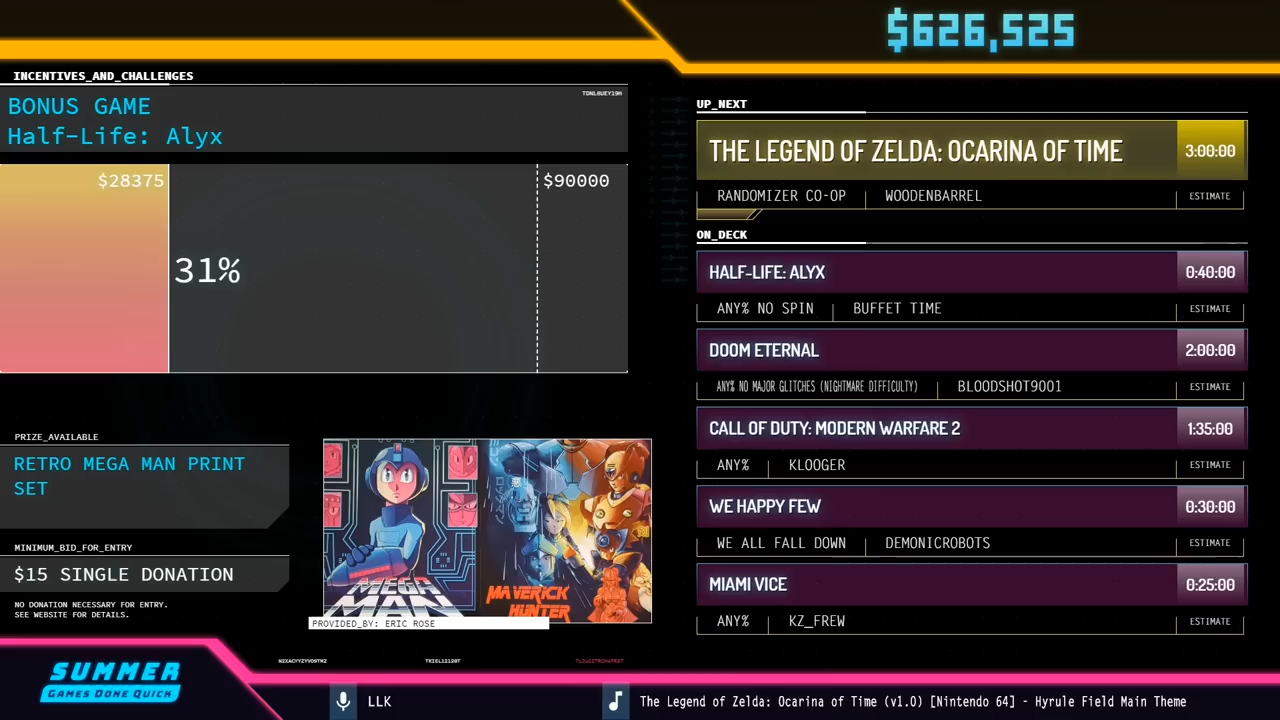 $626,525
INCENTIVES_AND_CHALLENGES
BONUS GAME
Half-Life: Alyx
$28375
$90000
31%
PRIZE_AVAILABLE
RETRO MEGA MAN PRINT
SET
MINIMUM_BID_FOR_ENTRY
$15 SINGLE DONATION
NO DONATION NECESSARY FOR ENTRY.
SEE WEBSITE FOR DETAILS.
MEGA
MAN
MAVERICK
HUNTER
PROVIDED_BY: ERIC ROSE
UP_NEXT
THE LEGEND OF ZELDA: OCARINA OF TIME
3:00:00
RANDOMIZER CO-OP
WOODENBARREL
ESTIMATE
ON_DECK
HALF-LIFE: ALYX
0:40:00
ANY% NO SPIN
BUFFET TIME
ESTIMATE
DOOM ETERNAL
2:00:00
ANY% NO MAJOR GLITCHES (NIGHTMARE DIFFICULTY)
BLOODSHOT9001
ESTIMATE
CALL OF DUTY: MODERN WARFARE 2
1:35:00
ANY%
KLOOGER
ESTIMATE
WE HAPPY FEW
0:30:00
WE ALL FALL DOWN
DEMONICROBOTS
ESTIMATE
MIAMI VICE
0:25:00
ANY%
KZ_FREW
ESTIMATE
SUMMER
GAMES DONE QUICK
LLK
The Legend of Zelda: Ocarina of Time (v1.0) [Nintendo 64] - Hyrule Field Main Theme